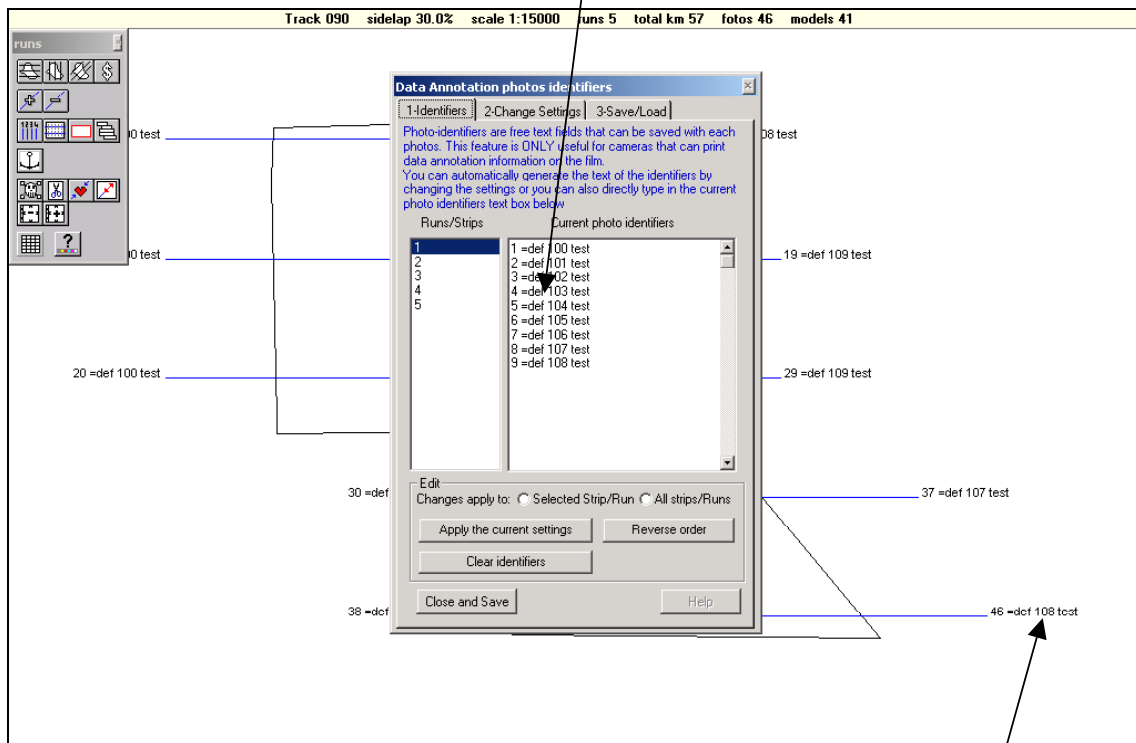 Track 090 sidelap 30.0% scale 1:15000 runs 5 total km 57 fotos 46 models 41
runs
1234
00 test
08 test
00 test
19 =def 109 test
20 =def 100 test
29 =def 109 test
30 =def
37 =def 107 test
38 =def
46 =def 108 test
Data Annotation photos identifiers
1-Identifiers 2-Change Settings 3-Save/Load
Photo-identifiers are free text fields that can be saved with each
photos. This feature is ONLY useful for cameras that can print
data annotation information on the film.
You can automatically generate the text of the identifiers by
changing the settings or you can also directly type in the current
photo identifiers text box below
Runs/Strips Current photo identifiers
1
2
3
4
5
1 =def 100 test
2 =def 101 test
3 =def 102 test
4 =def 103 test
5 =def 104 test
6 =def 105 test
7 =def 106 test
8 =def 107 test
9 =def 108 test
Edit
Changes apply to: Selected Strip/Run All strips/Runs
Apply the current settings Reverse order
Clear identifiers
Close and Save Help